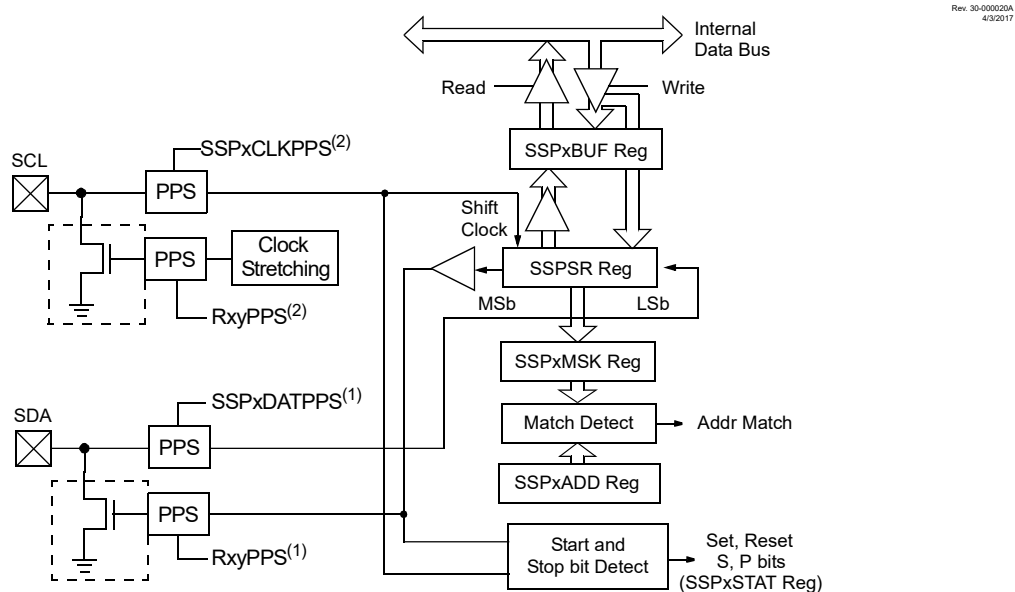 Rev. 30-000020A
4/3/2017
Internal
Data Bus
Read
Write
SSPxBUF Reg
SSPxCLKPPS(2)
SCL
PPS
Shift
Clock
PPS
Clock
Stretching
SSPSR Reg
MSb
LSb
RxyPPS(2)
SSPxMSK Reg
SSPxDATPPS(1)
SDA
Match Detect
Addr Match
PPS
SSPxADD Reg
PPS
Start and
Stop bit Detect
Set, Reset
S, P bits
(SSPxSTAT Reg)
RxyPPS(1)